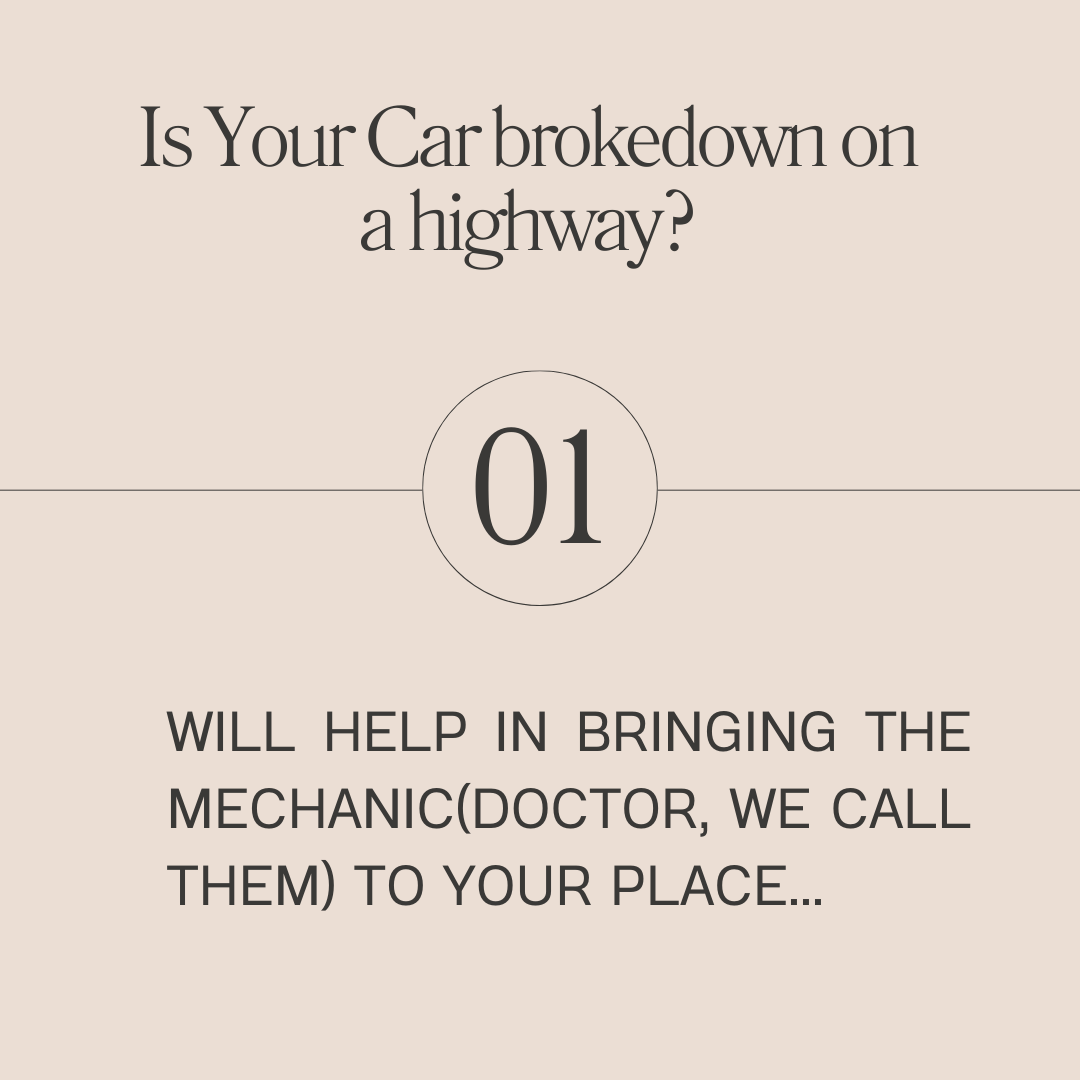 Is Your Car brokedown on
a highway?
01
WILL HELP IN BRINGING THE
MECHANIC(DOCTOR, WE CALL
THEM) TO YOUR PLACE...